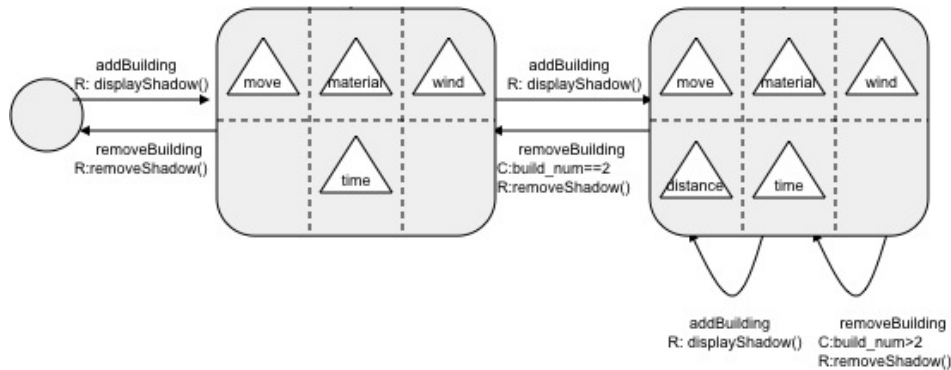 addBuilding
R: displayShadow()
removeBuilding
R:removeShadow()
move
material
wind
time
addBuilding
R: displayShadow()
removeBuilding
C:build_num==2
R:removeShadow()
move
material
wind
distance
time
addBuilding
R: displayShadow()
removeBuilding
C:build_num>2
R:removeShadow()